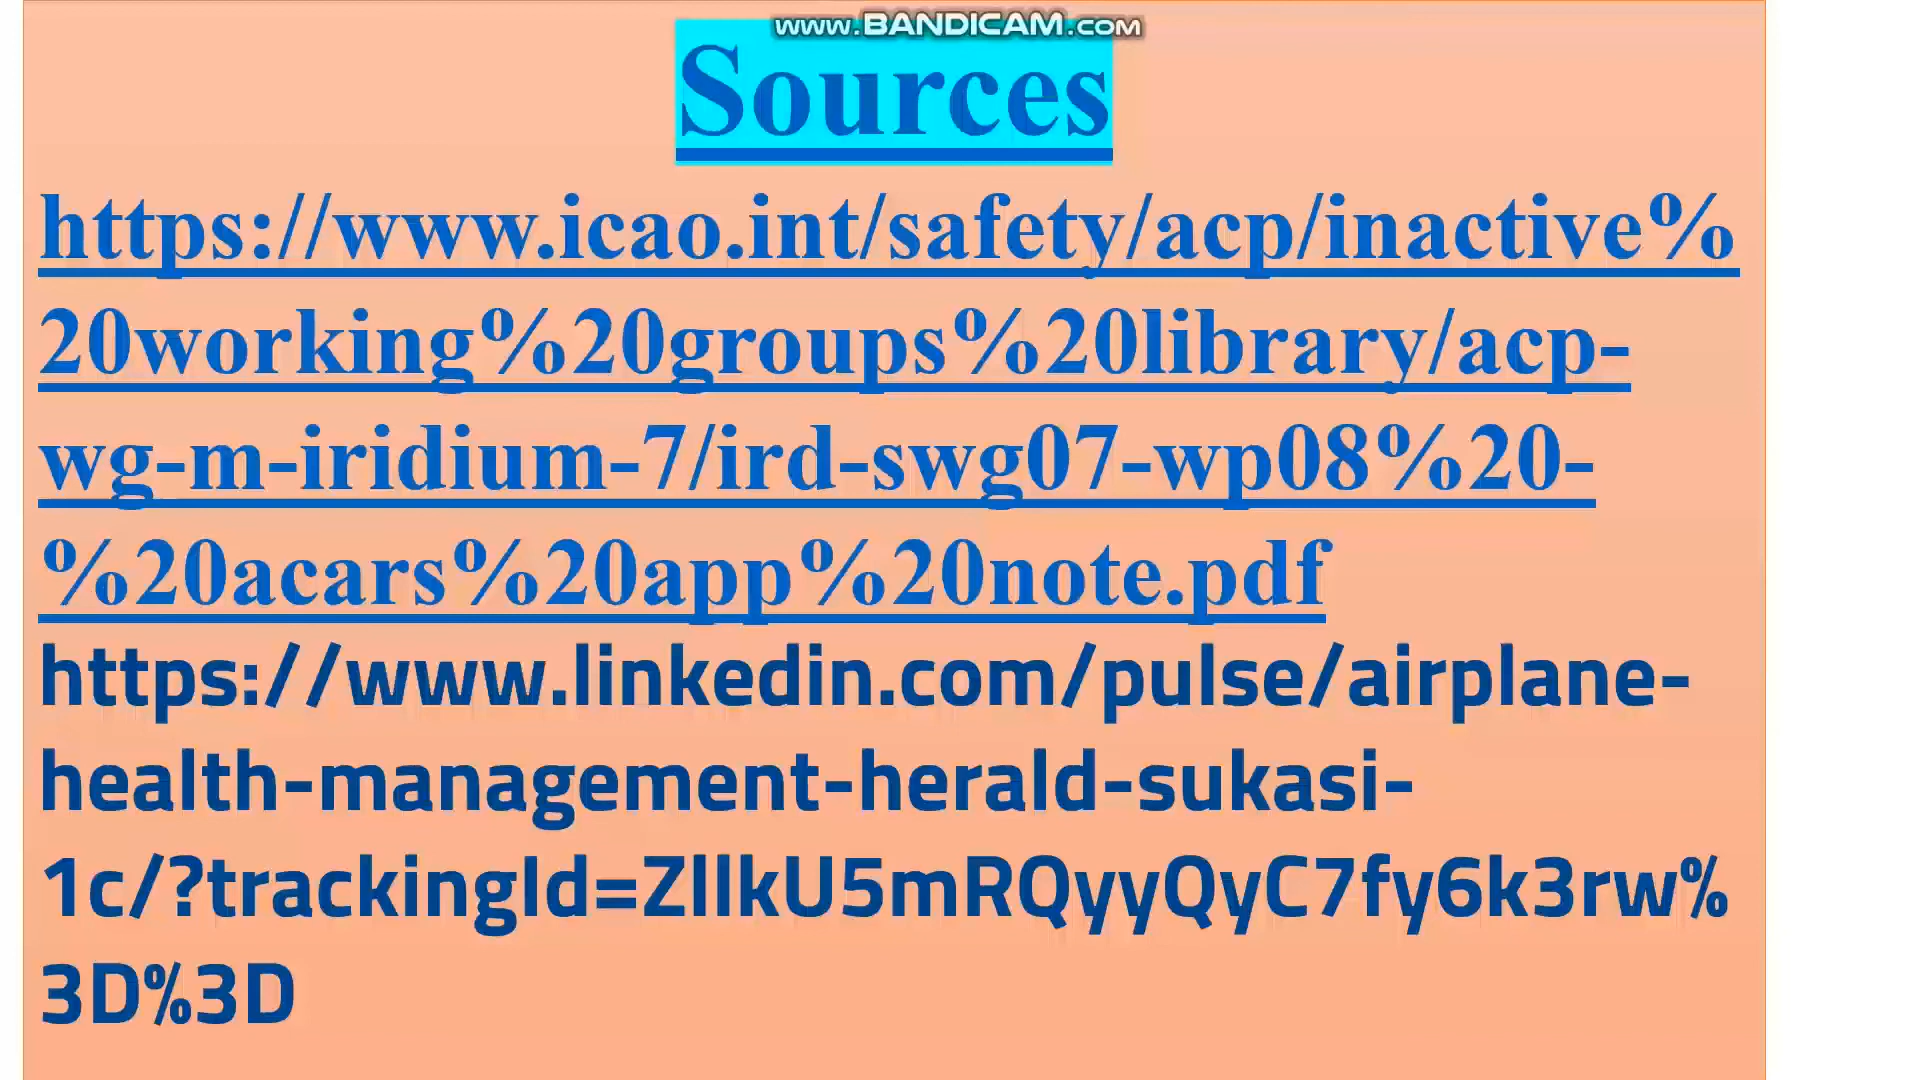 www.BANDICAM.com
Sources
https://www.icao.int/safety/acp/inactive%
20working%20groups%20library/acp-
wg-m-iridium-7/ird-swg07-wp08%20-
%20acars%20app%20note.pdf
https://www.linkedin.com/pulse/airplane-
health-management-herald-sukasi-
1c/?trackingId=ZllkU5mRQyyQyC7fy6k3rw%
3D%3D